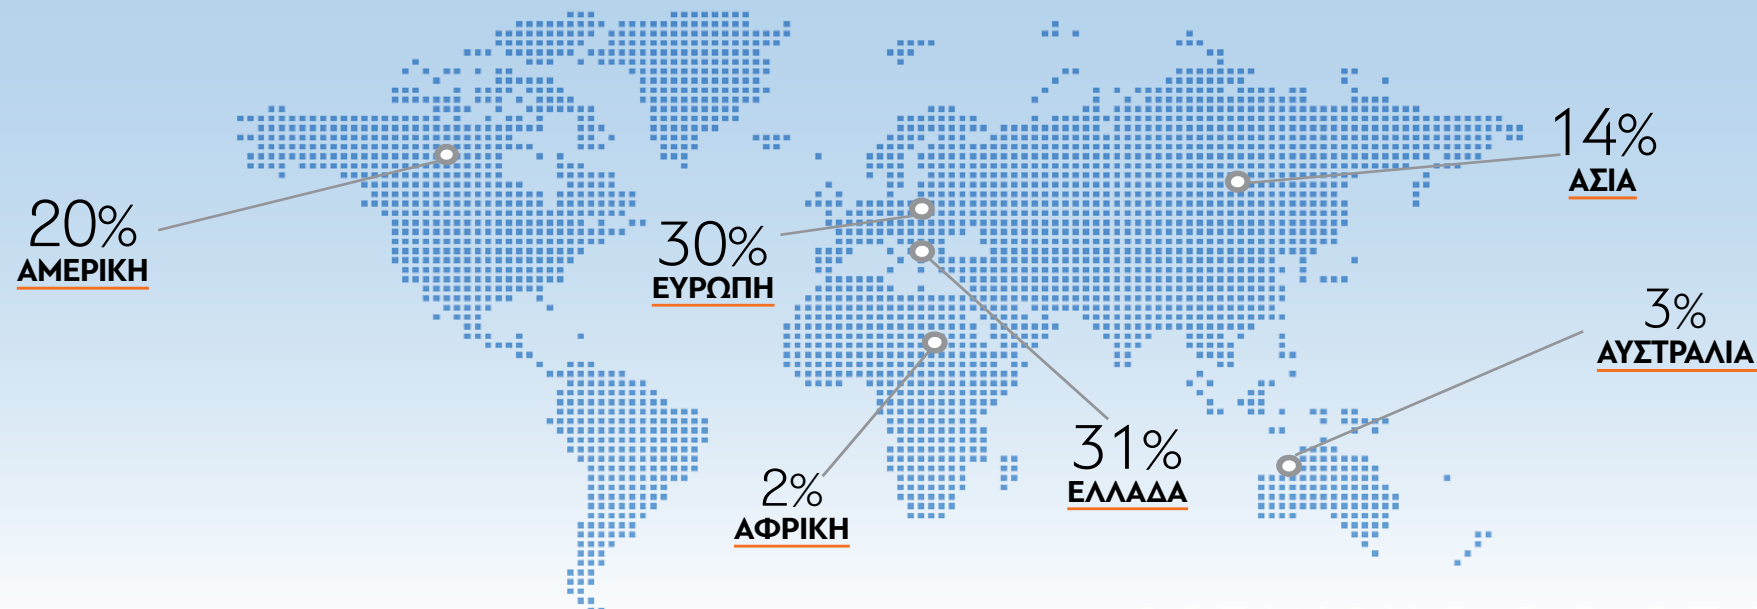 14%
ΑΣΙΑ
20%
ΑΜΕΡΙΚΗ
30%
ΕΥΡΩΠΗ
3%
ΑΥΣΤΡΑΛΙΑ
31%
ΕΛΛΑΔΑ
2%
ΑΦΡΙΚΗ